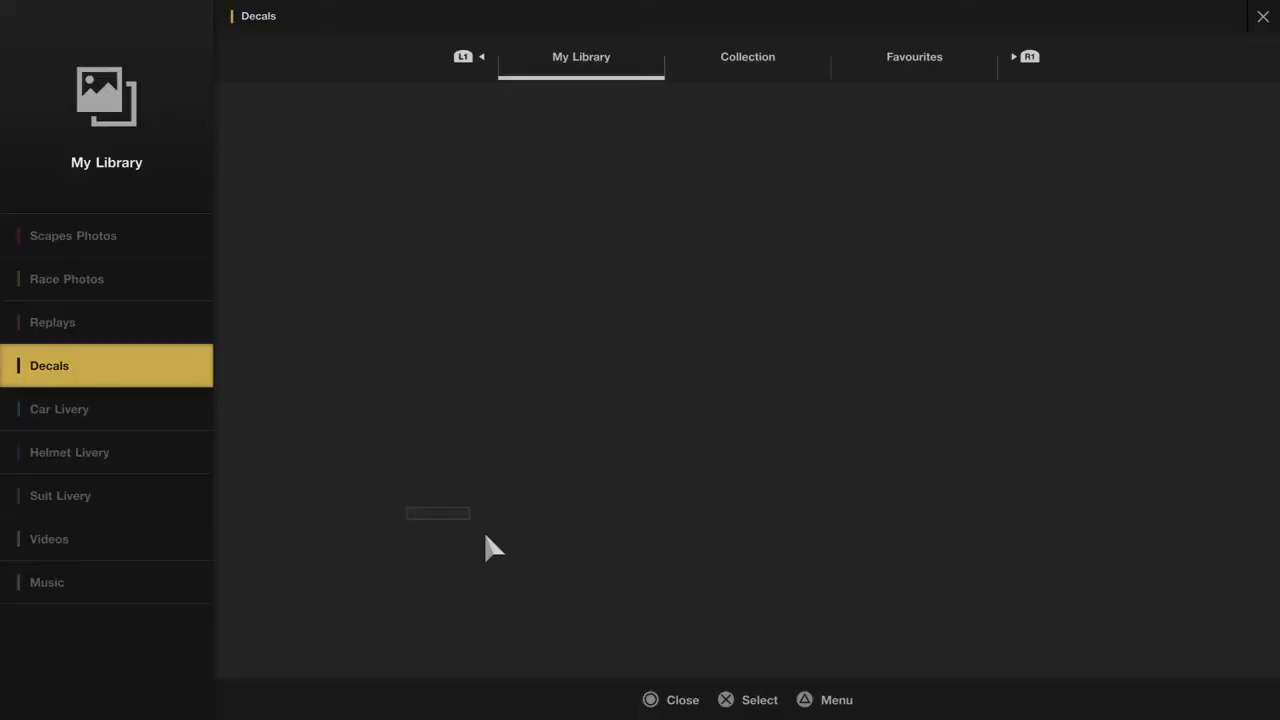 Decals
L1 My Library Collection Favourites R1
My Library
Scapes Photos
Race Photos
Replays
Decals
Car Livery
Helmet Livery
Suit Livery
Videos
Music
Close Select Menu